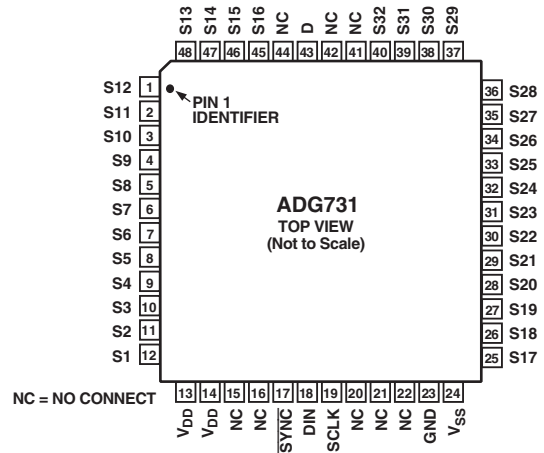 S13 S14 S15 S16 NC D NC NC S32 S31 S30 S29
48 47 46 45 44 43 42 41 40 39 38 37
S12 1
S11 2
S10 3
S9 4
S8 5
S7 6
S6 7
S5 8
S4 9
S3 10
S2 11
S1 12
PIN 1
IDENTIFIER
ADG731
TOP VIEW
(Not to Scale)
36 S28
35 S27
34 S26
33 S25
32 S24
31 S23
30 S22
29 S21
28 S20
27 S19
26 S18
25 S17
NC = NO CONNECT
13 14 15 16 17 18 19 20 21 22 23 24
VDD VDD NC NC SYNC DIN SCLK NC NC NC GND VSS